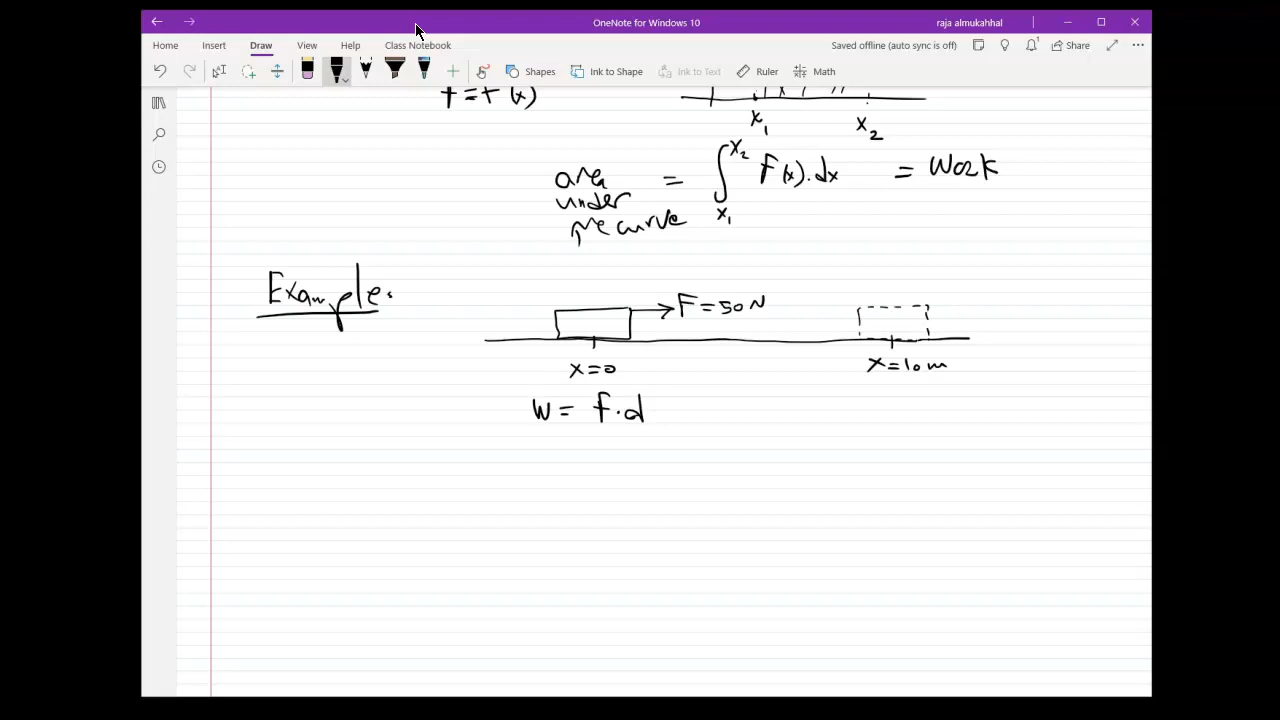 OneNote for Windows 10
raja almukahhal
Home Insert Draw View Help Class Notebook
Saved offline (auto sync is off)
Share
Shapes
Ink to Shape
Ink to Text
Ruler
Math
f = F (x)
x₁ x₂
area under the curve = ∫ x₁ x₂ F(x).dx = Work
Example:
F = 50 N
x = 0
x = 10 m
W = F . d